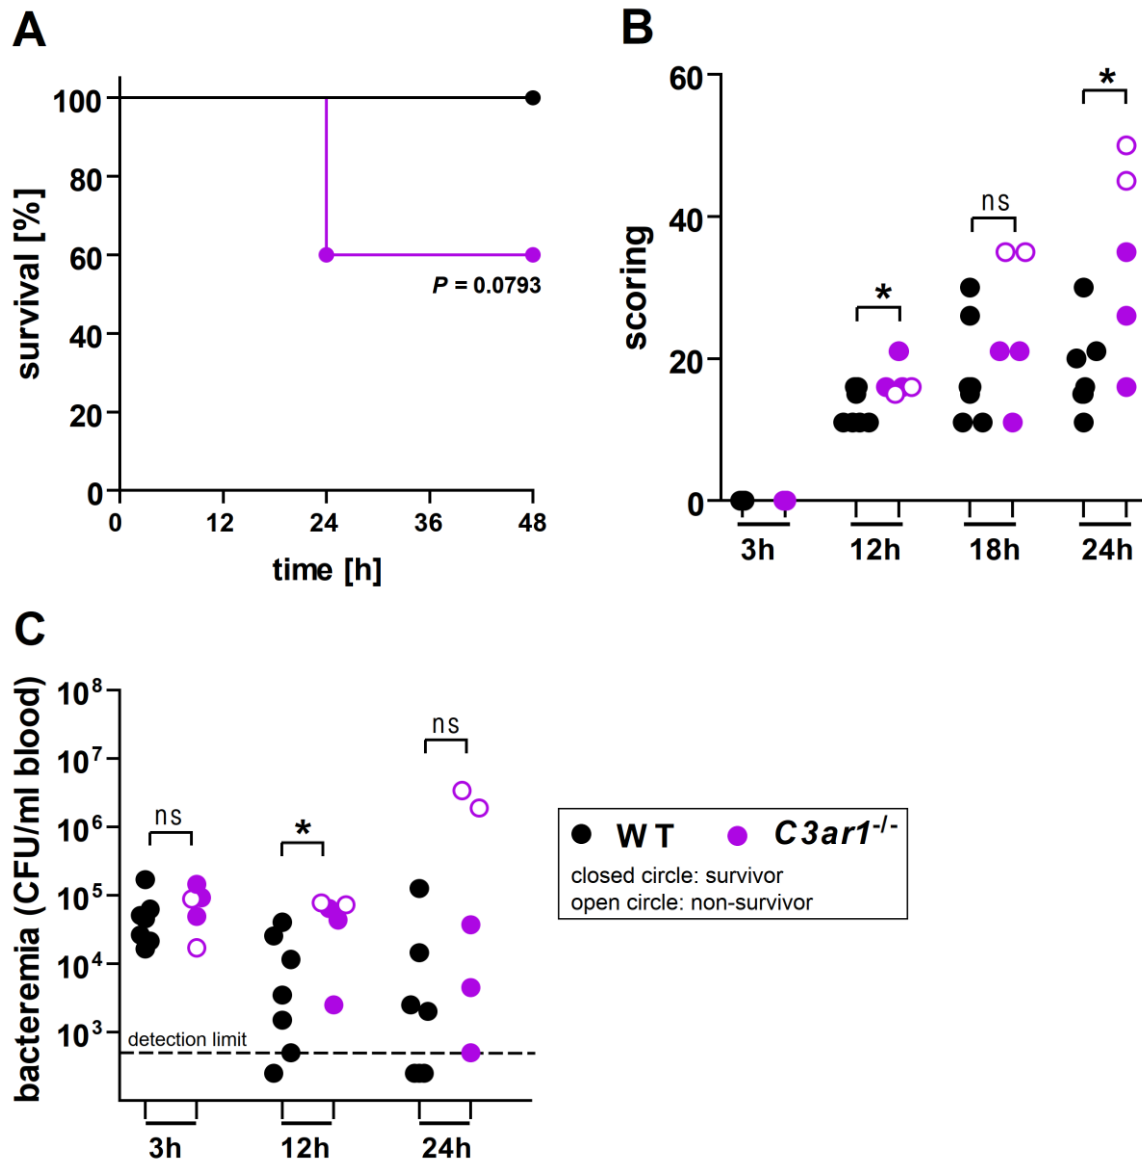 A
100
80
60
40
20
0
survival [%]
P = 0.0793
0 12 24 36 48
time [h]
B
60
40
20
0
scoring
*
ns
*
3h 12h 18h 24h
C
10⁸
10⁷
10⁶
10⁵
10⁴
10³
bacteremia (CFU/ml blood)
ns
*
ns
detection limit
3h 12h 24h
WT C3ar1⁻/⁻
closed circle: survivor
open circle: non-survivor